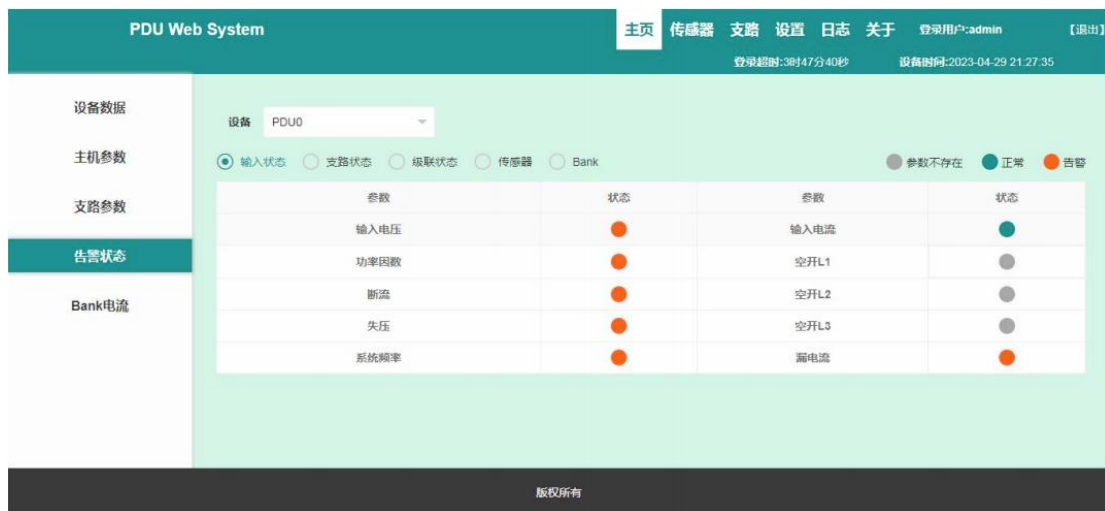 PDU Web System 主页 传感器 支路 设置 日志 关于 登录用户:admin 【退出】
登录超时:3时47分40秒 设备时间:2023-04-29 21:27:35
设备数据
主机参数
支路参数
告警状态
Bank电流
设备 PDU0
输入状态 支路状态 级联状态 传感器 Bank 参数不存在 正常 告警
参数 状态 参数 状态
输入电压 输入电流
功率因数 空开L1
断流 空开L2
失压 空开L3
系统频率 漏电流
版权所有